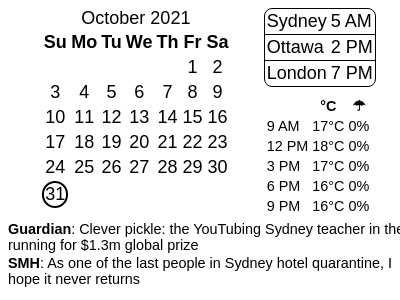 October 2021
Su Mo Tu We Th Fr Sa
1 2
3 4 5 6 7 8 9
10 11 12 13 14 15 16
17 18 19 20 21 22 23
24 25 26 27 28 29 30
31
Sydney 5 AM
Ottawa 2 PM
London 7 PM
°C ☂
9 AM 17°C 0%
12 PM 18°C 0%
3 PM 17°C 0%
6 PM 16°C 0%
9 PM 16°C 0%
Guardian: Clever pickle: the YouTubing Sydney teacher in the
running for $1.3m global prize
SMH: As one of the last people in Sydney hotel quarantine, I
hope it never returns